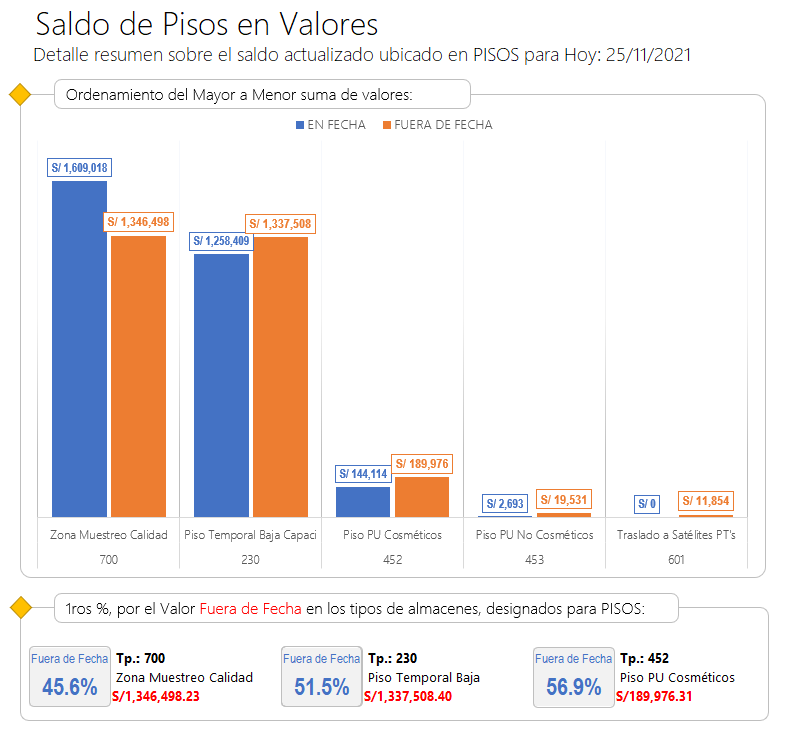 Saldo de Pisos en Valores
Detalle resumen sobre el saldo actualizado ubicado en PISOS para Hoy: 25/11/2021
Ordenamiento del Mayor a Menor suma de valores:
EN FECHA FUERA DE FECHA
S/ 1,609,018
S/ 1,346,498
S/ 1,258,409
S/ 1,337,508
S/ 144,114
S/ 189,976
S/ 2,693
S/ 19,531
S/ 0
S/ 11,854
Zona Muestreo Calidad Piso Temporal Baja Capaci Piso PU Cosméticos Piso PU No Cosméticos Traslado a Satélites PT's
700 230 452 453 601
1ros %, por el Valor Fuera de Fecha en los tipos de almacenes, designados para PISOS:
Fuera de Fecha
45.6%
Tp.: 700
Zona Muestreo Calidad
S/1,346,498.23
Fuera de Fecha
51.5%
Tp.: 230
Piso Temporal Baja
S/1,337,508.40
Fuera de Fecha
56.9%
Tp.: 452
Piso PU Cosméticos
S/189,976.31